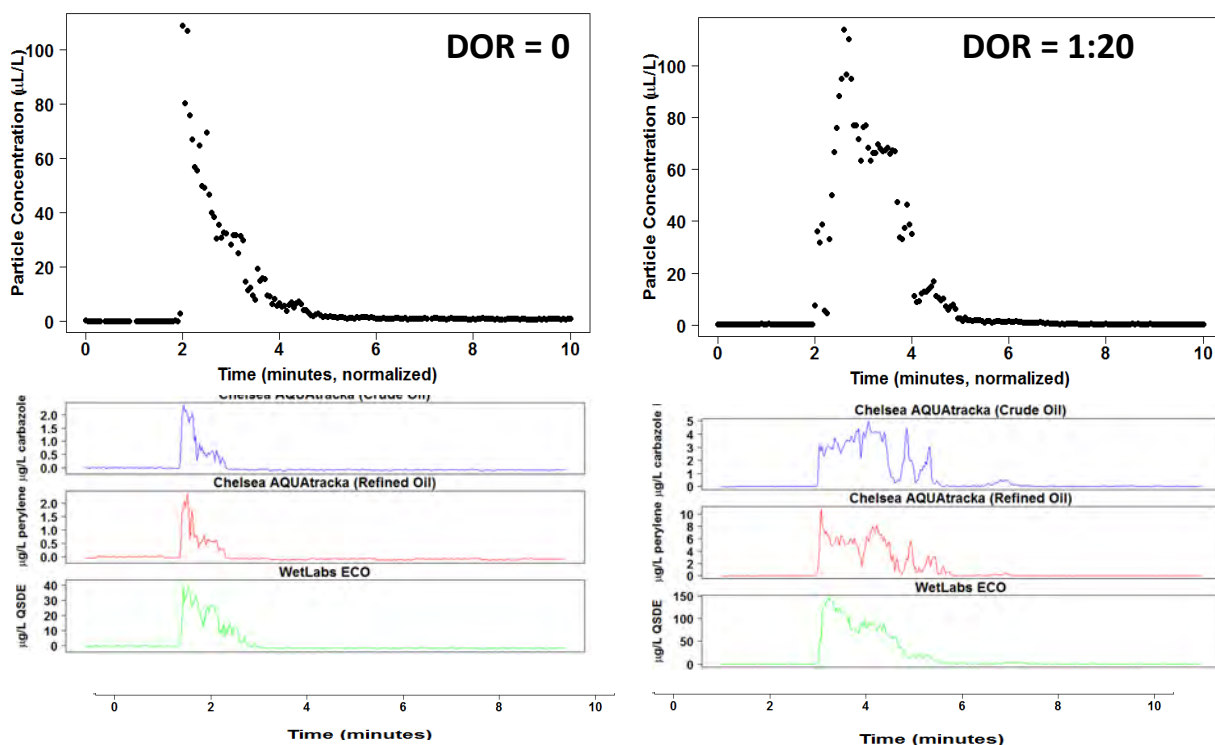 DOR = 0
Particle Concentration (µL/L)
100
80
60
40
20
0
0 2 4 6 8 10
Time (minutes, normalized)
DOR = 1:20
Particle Concentration (µL/L)
100
80
60
40
20
0
0 2 4 6 8 10
Time (minutes, normalized)
Chelsea AQUAtracka (Crude Oil)
µg/L carbazole
2.0
1.5
1.0
0.5
0.0
Chelsea AQUAtracka (Refined Oil)
µg/L perylene
2.0
1.5
1.0
0.5
0.0
WetLabs ECO
µg/L QSDE
40
30
20
10
0
0 2 4 6 8 10
Time (minutes)
Chelsea AQUAtracka (Crude Oil)
µg/L carbazole
5
4
3
2
1
0
Chelsea AQUAtracka (Refined Oil)
µg/L perylene
10
8
6
4
2
0
WetLabs ECO
µg/L QSDE
150
100
50
0
0 2 4 6 8 10
Time (minutes)